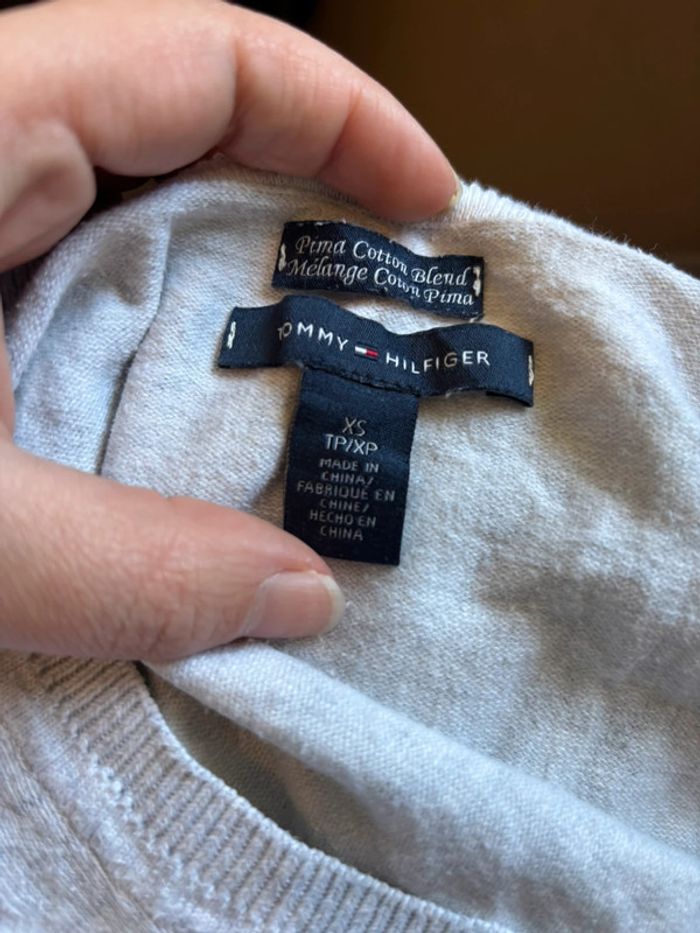 Pima Cotton Blend
Mélange Coton Pima
TOMMY HILFIGER
XS
TP/XP
MADE IN
CHINA/
FABRIQUÉ EN
CHINE/
HECHO EN
CHINA